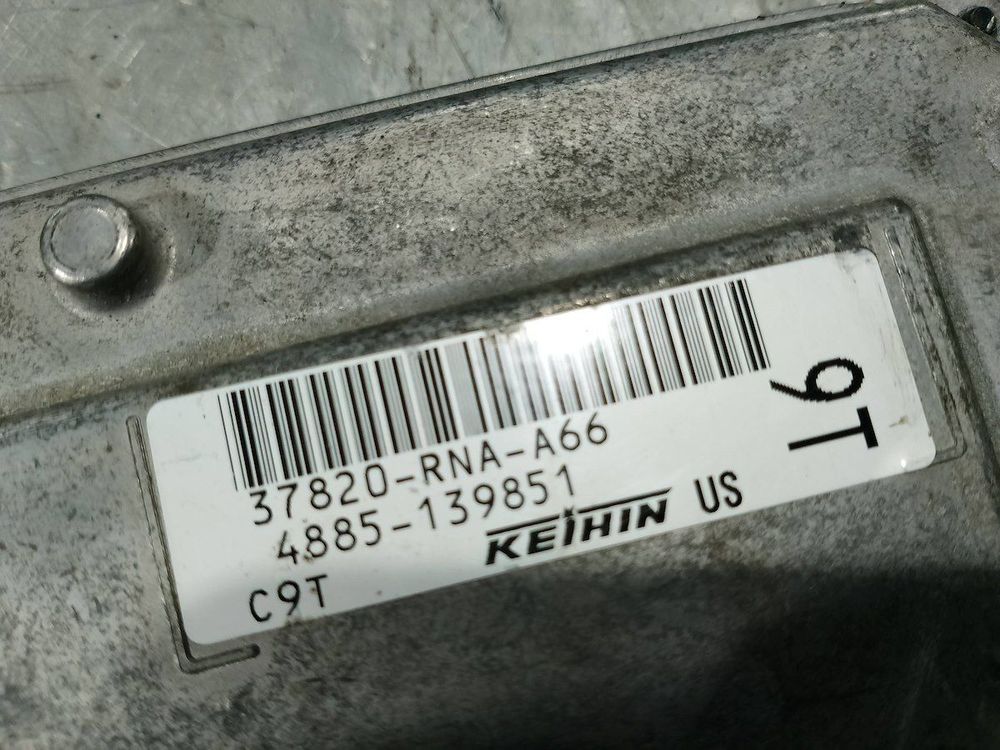 37820-RNA-A66
4885-139851
KEIHIN US
C9T
9T